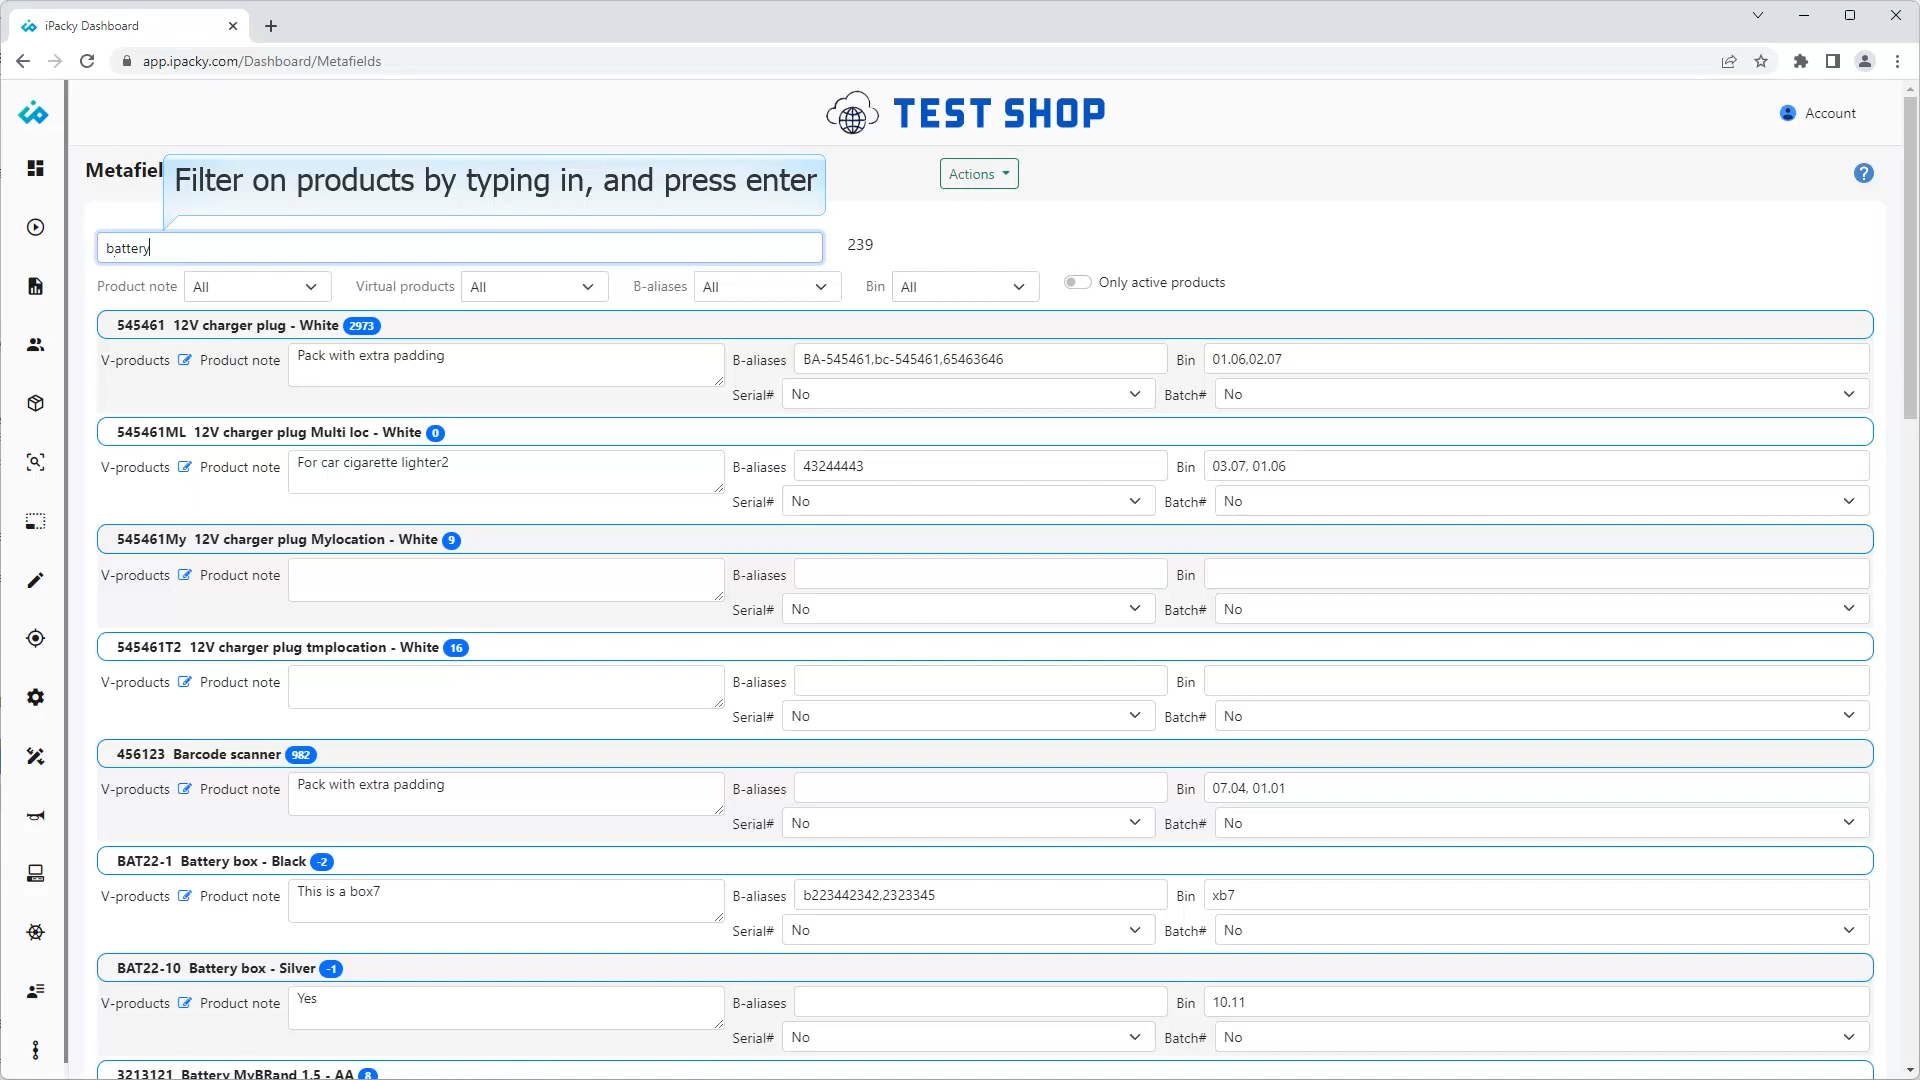 iPacky Dashboard
app.ipacky.com/Dashboard/Metafields
TEST SHOP
Account
Metafiel
Filter on products by typing in, and press enter
Actions
?
battery
239
Product note All Virtual products All B-aliases All Bin All Only active products
545461 12V charger plug - White 2973
V-products Product note Pack with extra padding B-aliases BA-545461,bc-545461,65463646 Bin 01.06,02.07
Serial# No Batch# No
545461ML 12V charger plug Multi loc - White 0
V-products Product note For car cigarette lighter2 B-aliases 43244443 Bin 03.07, 01.06
Serial# No Batch# No
545461My 12V charger plug Mylocation - White 9
V-products Product note B-aliases Bin
Serial# No Batch# No
545461T2 12V charger plug tmplocation - White 16
V-products Product note B-aliases Bin
Serial# No Batch# No
456123 Barcode scanner 982
V-products Product note Pack with extra padding B-aliases Bin 07.04, 01.01
Serial# No Batch# No
BAT22-1 Battery box - Black -2
V-products Product note This is a box7 B-aliases b223442342,2323345 Bin xb7
Serial# No Batch# No
BAT22-10 Battery box - Silver -1
V-products Product note Yes B-aliases Bin 10.11
Serial# No Batch# No
3213121 Battery MyBRand 1.5 - AA 8